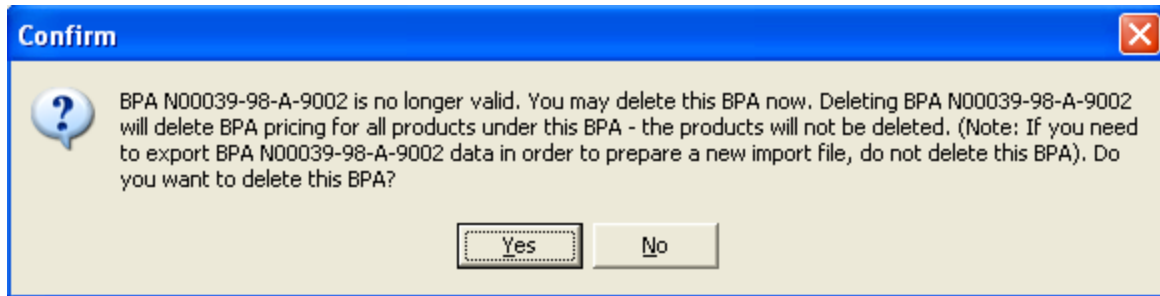 Confirm
BPA N00039-98-A-9002 is no longer valid. You may delete this BPA now. Deleting BPA N00039-98-A-9002
will delete BPA pricing for all products under this BPA - the products will not be deleted. (Note: If you need
to export BPA N00039-98-A-9002 data in order to prepare a new import file, do not delete this BPA). Do
you want to delete this BPA?
Yes No